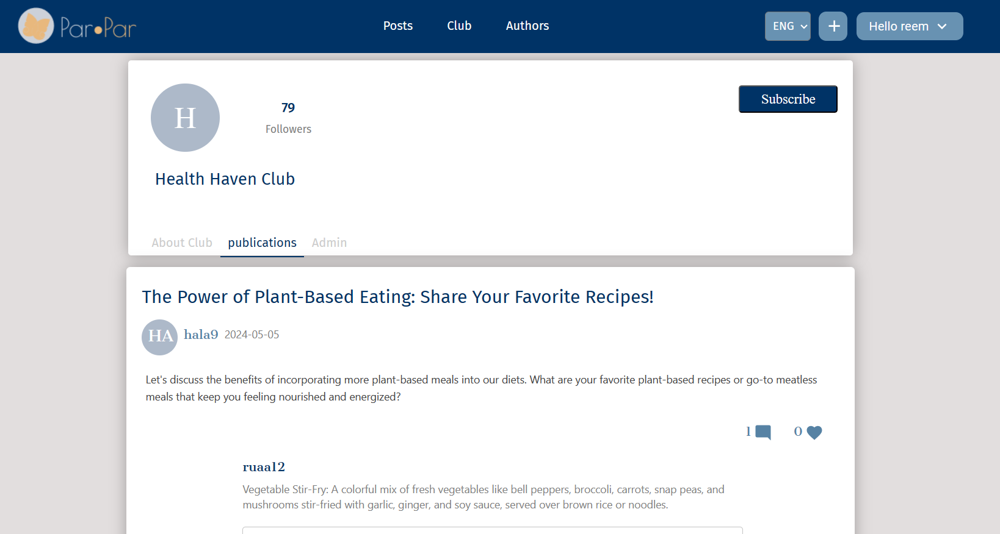 Par•Par
Posts
Club
Authors
ENG
+
Hello reem
H
79
Followers
Subscribe
Health Haven Club
About Club
publications
Admin
The Power of Plant-Based Eating: Share Your Favorite Recipes!
HA
hala9
2024-05-05
Let's discuss the benefits of incorporating more plant-based meals into our diets. What are your favorite plant-based recipes or go-to meatless
meals that keep you feeling nourished and energized?
1
0
ruaa12
Vegetable Stir-Fry: A colorful mix of fresh vegetables like bell peppers, broccoli, carrots, snap peas, and
mushrooms stir-fried with garlic, ginger, and soy sauce, served over brown rice or noodles.